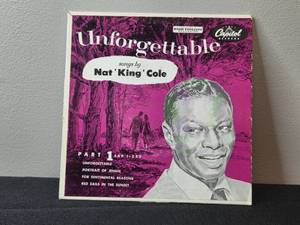 Unforgettable
Capitol
RECORDS
songs by
Nat 'King' Cole
PART 1
UNFORGETTABLE
PORTRAIT OF JENNIE
FOR SENTIMENTAL REASONS
RED SAILS IN THE SUNSET